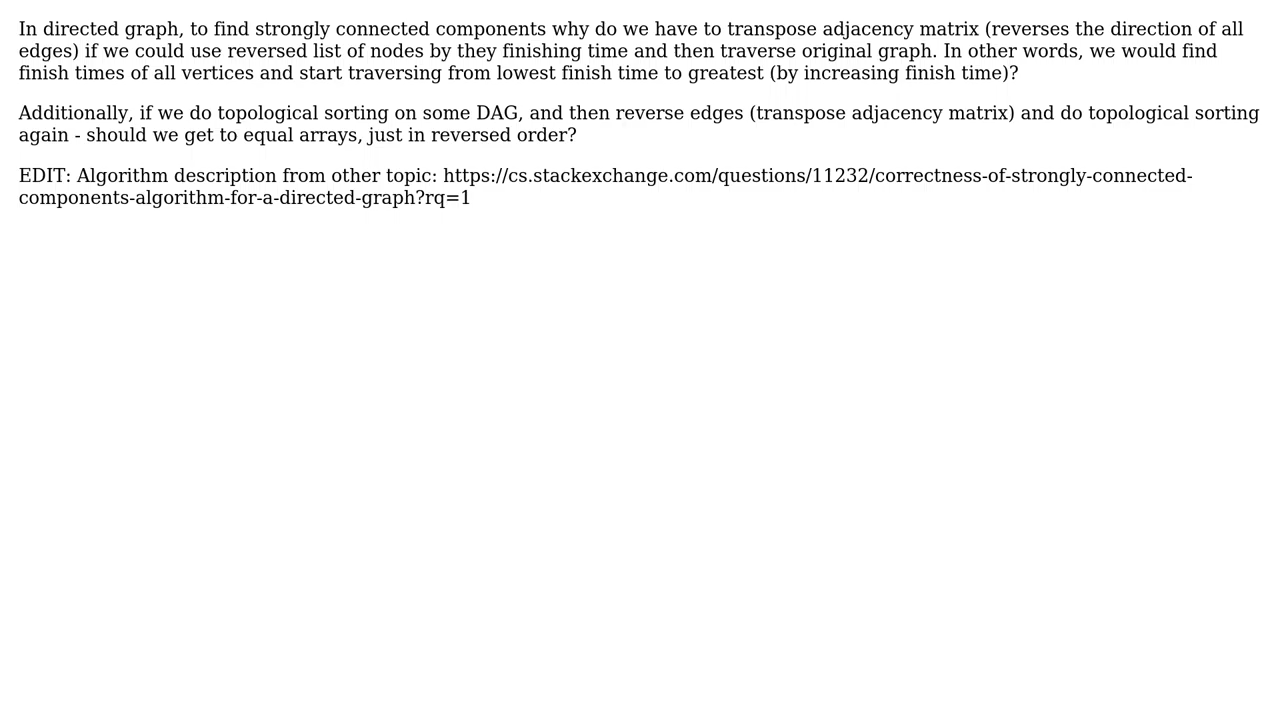 In directed graph, to find strongly connected components why do we have to transpose adjacency matrix (reverses the direction of all
edges) if we could use reversed list of nodes by they finishing time and then traverse original graph. In other words, we would find
finish times of all vertices and start traversing from lowest finish time to greatest (by increasing finish time)?
Additionally, if we do topological sorting on some DAG, and then reverse edges (transpose adjacency matrix) and do topological sorting
again - should we get to equal arrays, just in reversed order?
EDIT: Algorithm description from other topic: https://cs.stackexchange.com/questions/11232/correctness-of-strongly-connected-
components-algorithm-for-a-directed-graph?rq=1